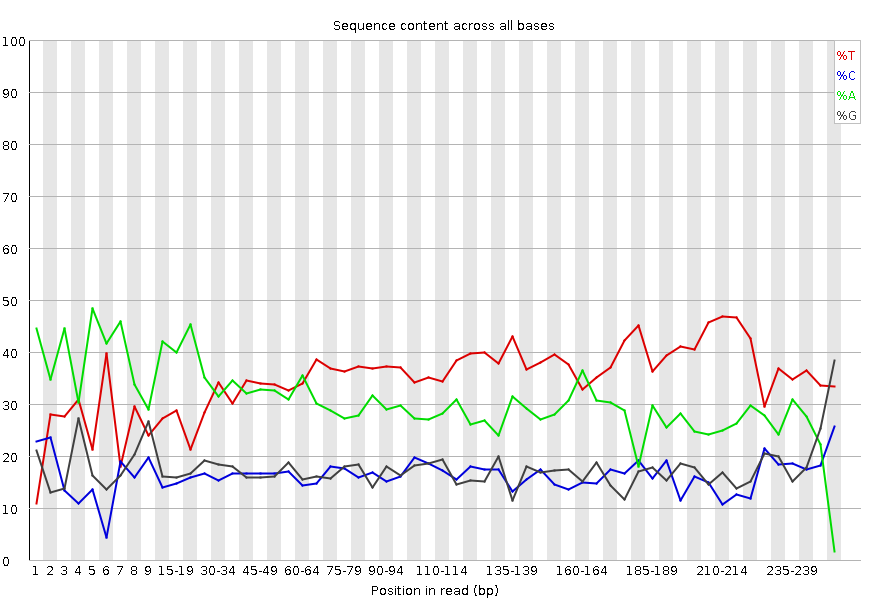 Sequence content across all bases
100
90
80
70
60
50
40
30
20
10
0
%T
%C
%A
%G
1 2 3 4 5 6 7 8 9 15-19 30-34 45-49 60-64 75-79 90-94 110-114 135-139 160-164 185-189 210-214 235-239
Position in read (bp)